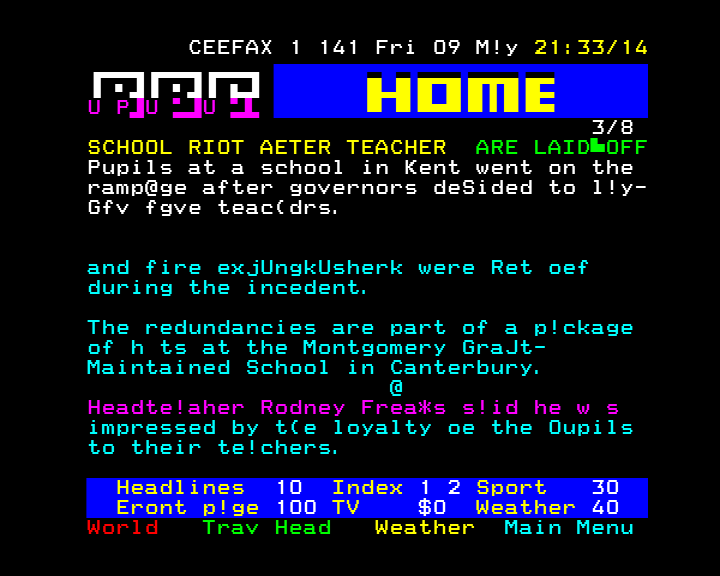 CEEFAX 1 141 Fri 09 M!y 21:33/14
U P U U
HOME
3/8
SCHOOL RIOT AETER TEACHER ARE LAID OFF
Pupils at a school in Kent went on the
ramp@ge after governors deSided to l!y-
Gfv fgve teac(drs.
and fire exjUngkUsherk were Ret oef
during the incedent.
The redundancies are part of a p!ckage
of h ts at the Montgomery GraJt-
Maintained School in Canterbury.
@
Headte!aher Rodney Frea*s s!id he w s
impressed by t(e loyalty oe the Oupils
to their te!chers.
Headlines 10 Index 1 2 Sport 30
Eront p!ge 100 TV $0 Weather 40
World Trav Head Weather Main Menu